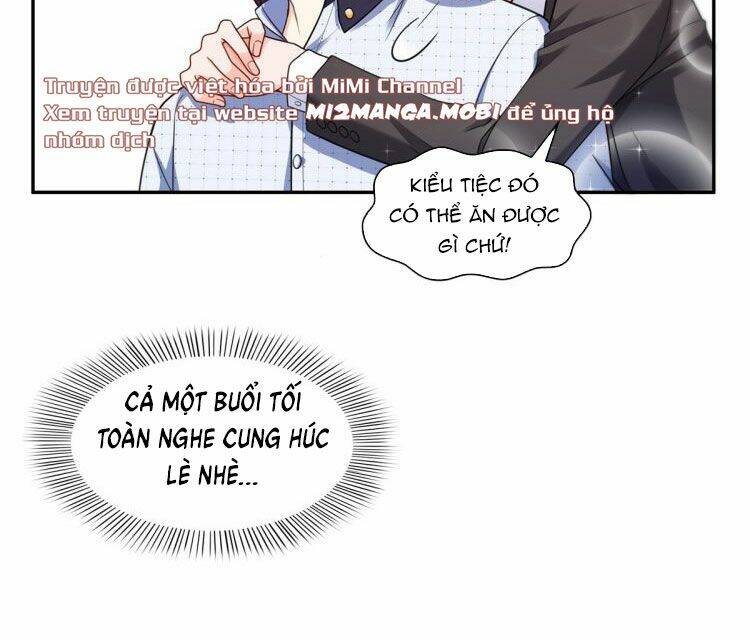 Truyện được việt hóa bởi MiMi Channel
Xem truyện tại website MI2MANGA.MOBI để ủng hộ
nhóm dịch
KIỂU TIỆC ĐÓ
CÓ THỂ ĂN ĐƯỢC
GÌ CHỨ!
CẢ MỘT BUỔI TỐI
TOÀN NGHE CUNG HÚC
LÈ NHÈ...